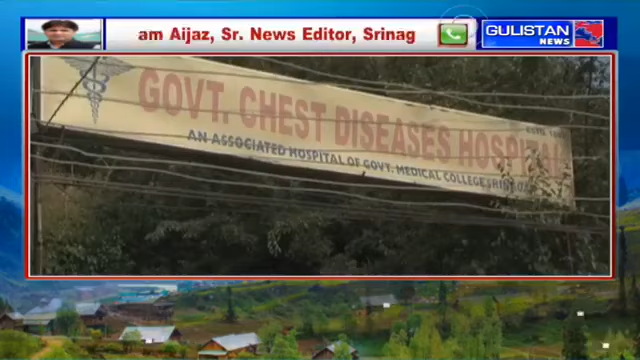 am Aijaz, Sr. News Editor, Srinag
GULISTAN
NEWS
GOVT. CHEST DISEASES HOSPITAL
AN ASSOCIATED HOSPITAL OF GOVT. MEDICAL COLLEGE